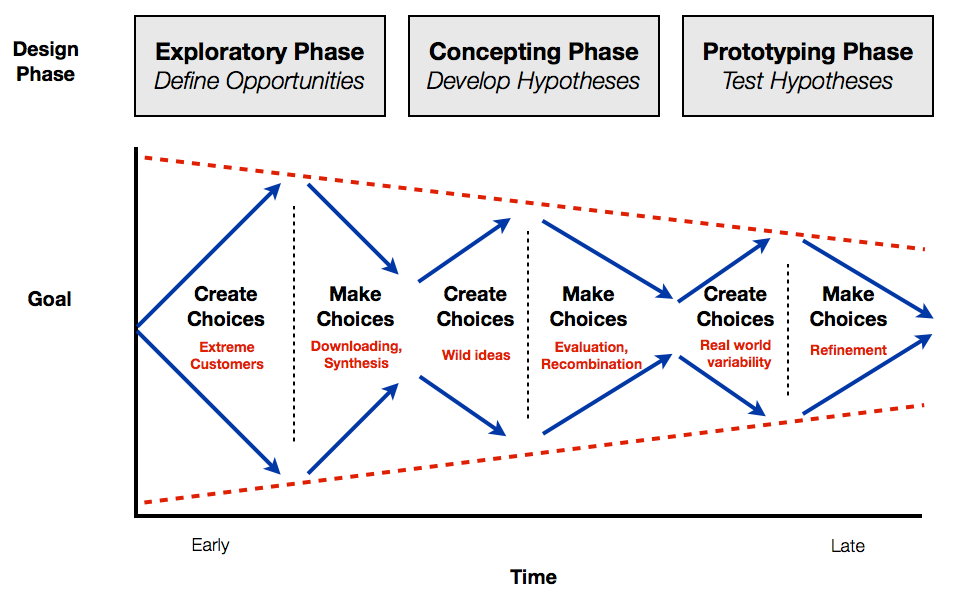 Design
Phase
Exploratory Phase
Define Opportunities
Concepting Phase
Develop Hypotheses
Prototyping Phase
Test Hypotheses
Goal
Create
Choices
Extreme
Customers
Make
Choices
Downloading,
Synthesis
Create
Choices
Wild ideas
Make
Choices
Evaluation,
Recombination
Create
Choices
Real world
variability
Make
Choices
Refinement
Early
Late
Time